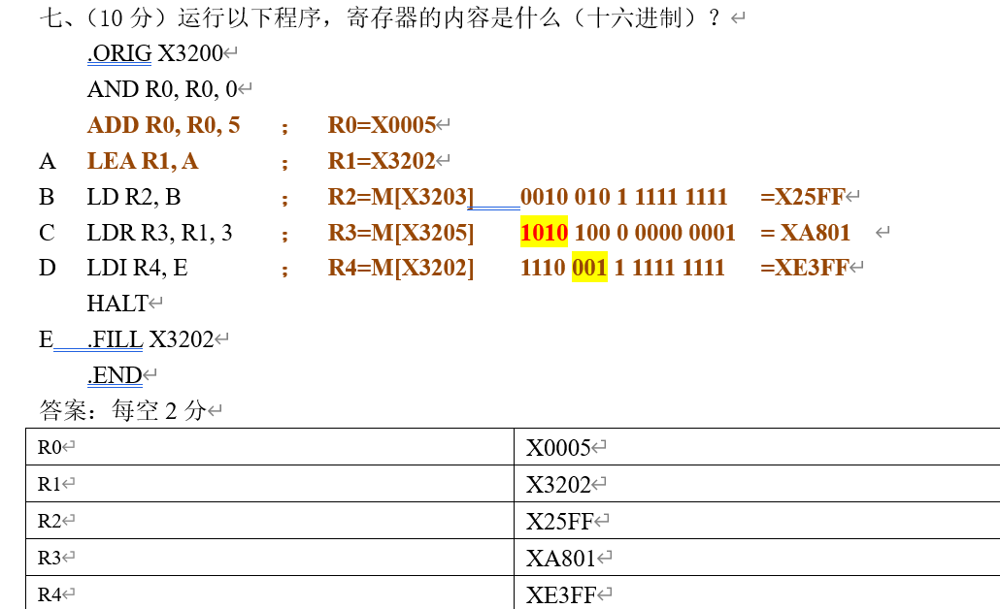 七、（10 分）运行以下程序，寄存器的内容是什么（十六进制）？↵
.ORIG X3200↵
AND R0, R0, 0↵
ADD R0, R0, 5 ； R0=X0005↵
A LEA R1, A ； R1=X3202↵
B LD R2, B ； R2=M[X3203] 0010 010 1 1111 1111 =X25FF↵
C LDR R3, R1, 3 ； R3=M[X3205] 1010 100 0 0000 0001 = XA801 ↵
D LDI R4, E ； R4=M[X3202] 1110 001 1 1111 1111 =XE3FF↵
HALT↵
E .FILL X3202↵
.END↵
答案：每空 2 分↵
R0↵ X0005↵
R1↵ X3202↵
R2↵ X25FF↵
R3↵ XA801↵
R4↵ XE3FF↵